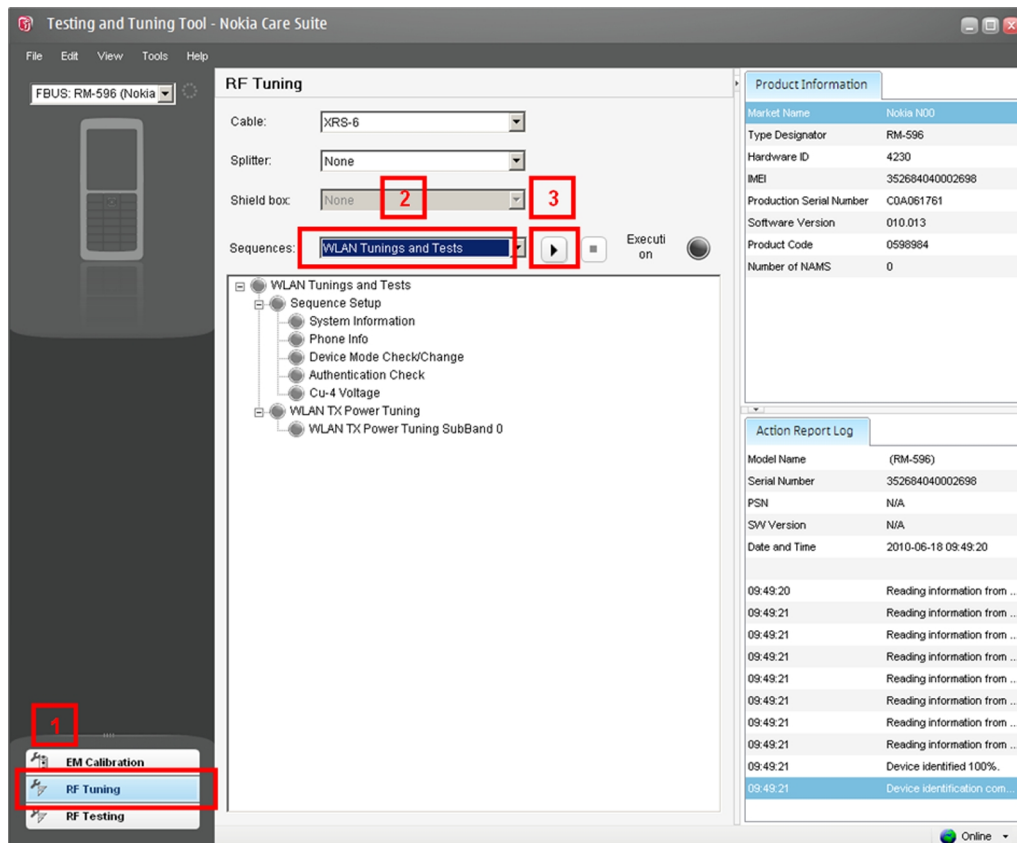 Testing and Tuning Tool - Nokia Care Suite
File Edit View Tools Help
FBUS: RM-596 (Nokia
RF Tuning
Cable: XRS-6
Splitter: None
Shield box: None
2
3
Sequences: WLAN Tunings and Tests
Executi
on
WLAN Tunings and Tests
Sequence Setup
System Information
Phone Info
Device Mode Check/Change
Authentication Check
Cu-4 Voltage
WLAN TX Power Tuning
WLAN TX Power Tuning SubBand 0
1
EM Calibration
RF Tuning
RF Testing
Product Information
Market Name Nokia N00
Type Designator RM-596
Hardware ID 4230
IMEI 352684040002698
Production Serial Number C0A061761
Software Version 010.013
Product Code 0598984
Number of NAMS 0
Action Report Log
Model Name (RM-596)
Serial Number 352684040002698
PSN N/A
SW Version N/A
Date and Time 2010-06-18 09:49:20
09:49:20 Reading information from ...
09:49:21 Reading information from ...
09:49:21 Reading information from ...
09:49:21 Reading information from ...
09:49:21 Reading information from ...
09:49:21 Reading information from ...
09:49:21 Reading information from ...
09:49:21 Reading information from ...
09:49:21 Device identified 100%.
09:49:21 Device identification com...
Online